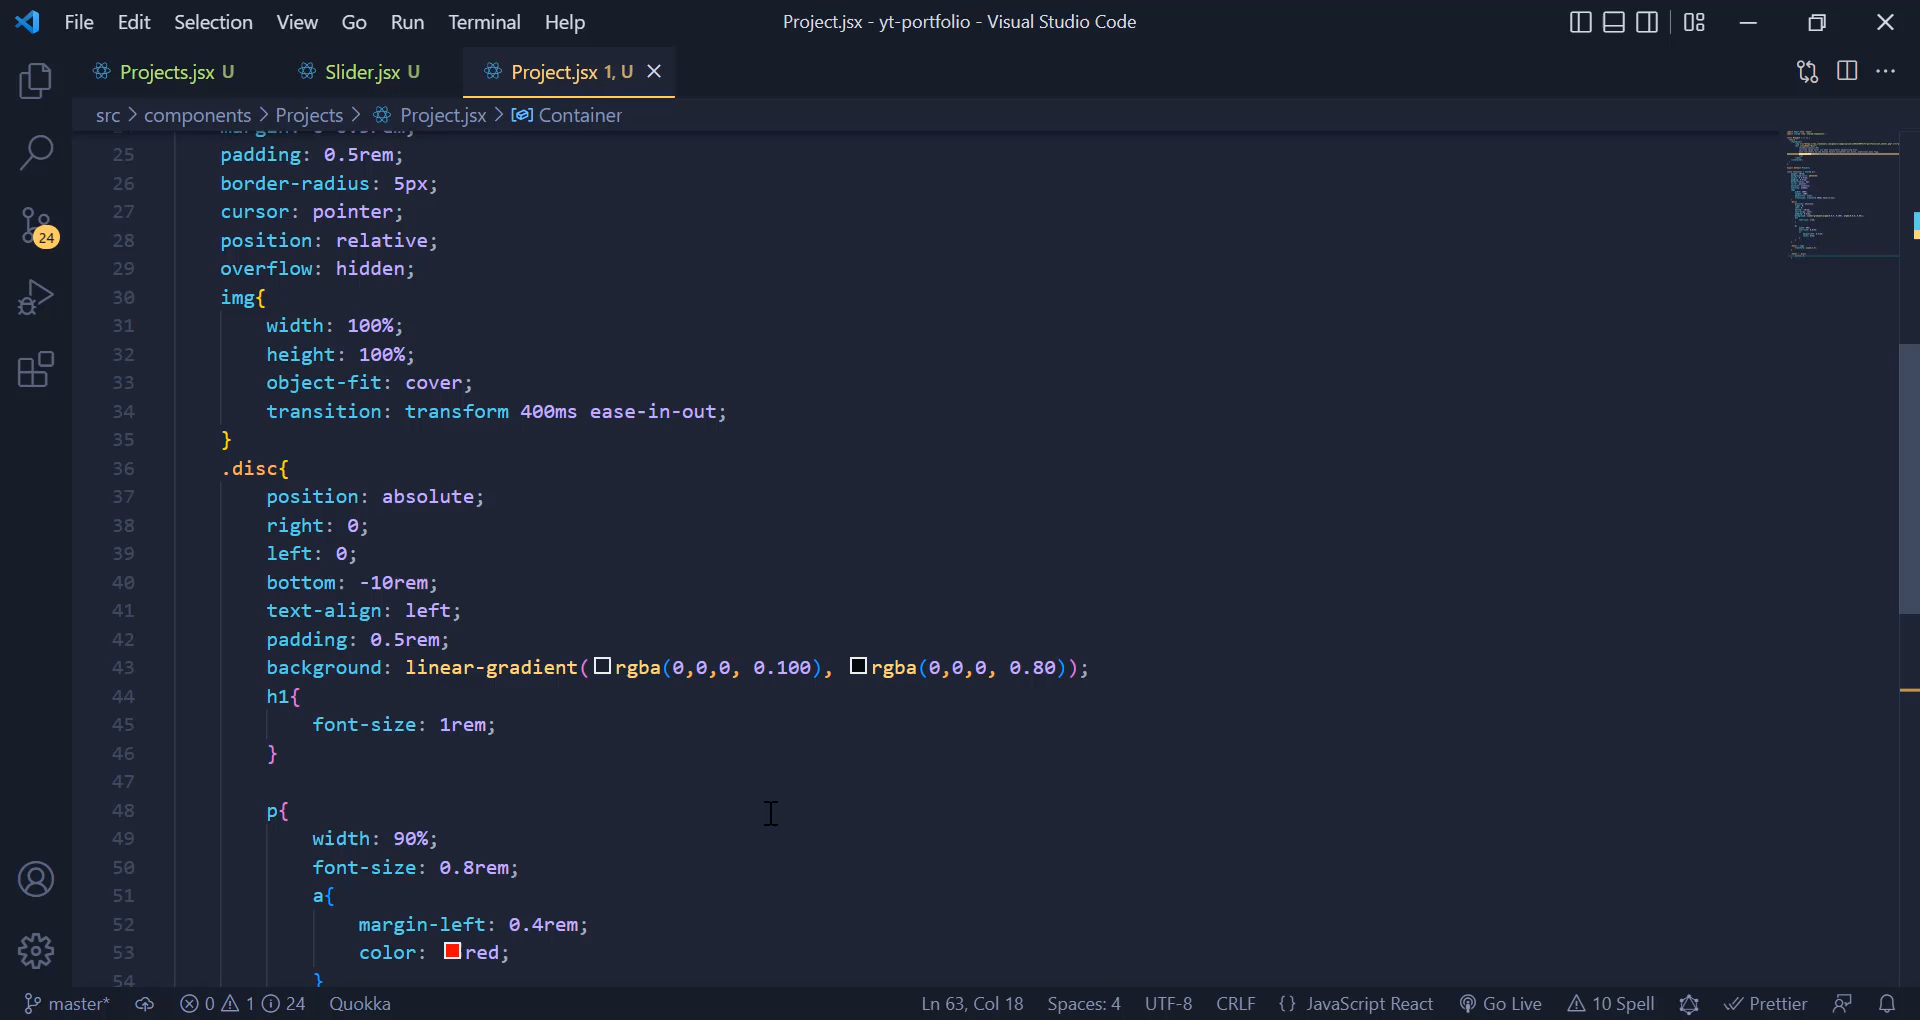 File Edit Selection View Go Run Terminal Help Project.jsx - yt-portfolio - Visual Studio Code
Projects.jsx U Slider.jsx U Project.jsx 1, U
src > components > Projects > Project.jsx > Container
25 padding: 0.5rem;
26 border-radius: 5px;
27 cursor: pointer;
28 position: relative;
29 overflow: hidden;
30 img{
31 width: 100%;
32 height: 100%;
33 object-fit: cover;
34 transition: transform 400ms ease-in-out;
35 }
36 .disc{
37 position: absolute;
38 right: 0;
39 left: 0;
40 bottom: -10rem;
41 text-align: left;
42 padding: 0.5rem;
43 background: linear-gradient(rgba(0,0,0, 0.100), rgba(0,0,0, 0.80));
44 h1{
45 font-size: 1rem;
46 }
47
48 p{
49 width: 90%;
50 font-size: 0.8rem;
51 a{
52 margin-left: 0.4rem;
53 color: red;
54 }
24
master* 0 1 24 Quokka Ln 63, Col 18 Spaces: 4 UTF-8 CRLF {} JavaScript React Go Live 10 Spell Prettier